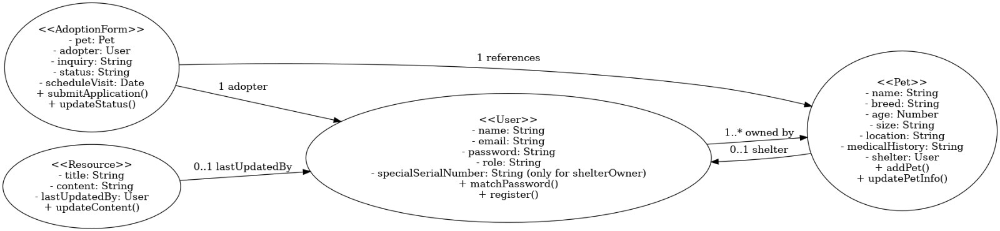 <<AdoptionForm>>
- pet: Pet
- adopter: User
- inquiry: String
- status: String
- scheduleVisit: Date
+ submitApplication()
+ updateStatus()
1 references
1 adopter
<<Resource>>
- title: String
- content: String
- lastUpdatedBy: User
+ updateContent()
0..1 lastUpdatedBy
<<User>>
- name: String
- email: String
- password: String
- role: String
- specialSerialNumber: String (only for shelterOwner)
+ matchPassword()
+ register()
1..* owned by
0..1 shelter
<<Pet>>
- name: String
- breed: String
- age: Number
- size: String
- location: String
- medicalHistory: String
- shelter: User
+ addPet()
+ updatePetInfo()